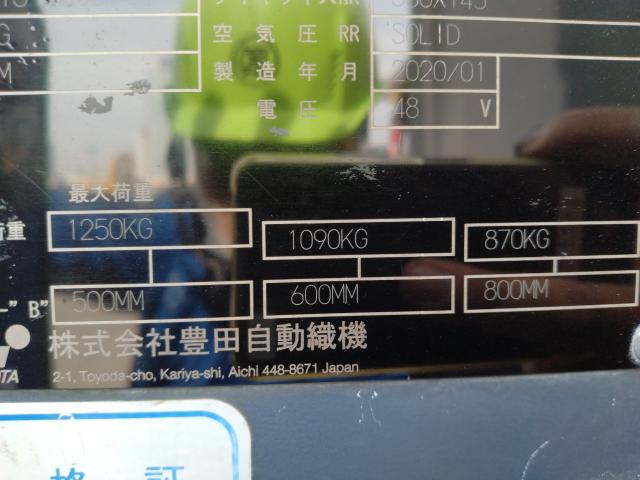 空気圧 RR SOLID
製造年月 2020/01
電圧 48 V
最大荷重
荷重 1250KG 1090KG 870KG
"B" 500MM 600MM 800MM
株式会社豊田自動織機
2-1, Toyoda-cho, Kariya-shi, Aichi 448-8671 Japan